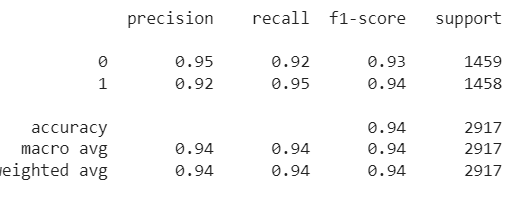 precision recall f1-score support
0 0.95 0.92 0.93 1459
1 0.92 0.95 0.94 1458
accuracy 0.94 2917
macro avg 0.94 0.94 0.94 2917
eighted avg 0.94 0.94 0.94 2917